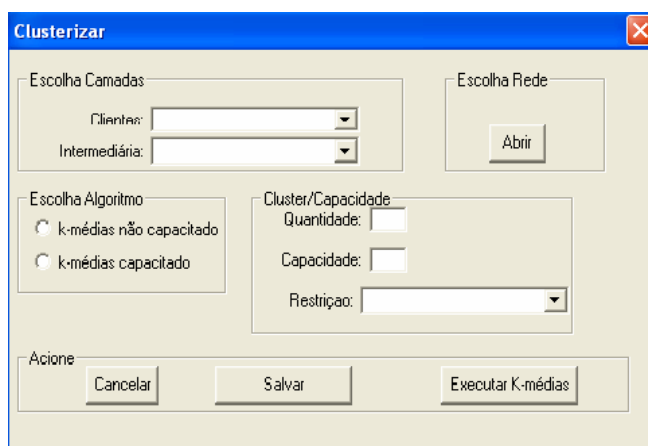 Clusterizar
Escolha Camadas
Escolha Rede
Clientes:
Intermediária:
Abrir
Escolha Algoritmo
Cluster/Capacidade
k-médias não capacitado
Quantidade:
k-médias capacitado
Capacidade:
Restriçao:
Acione
Cancelar Salvar Executar K-médias